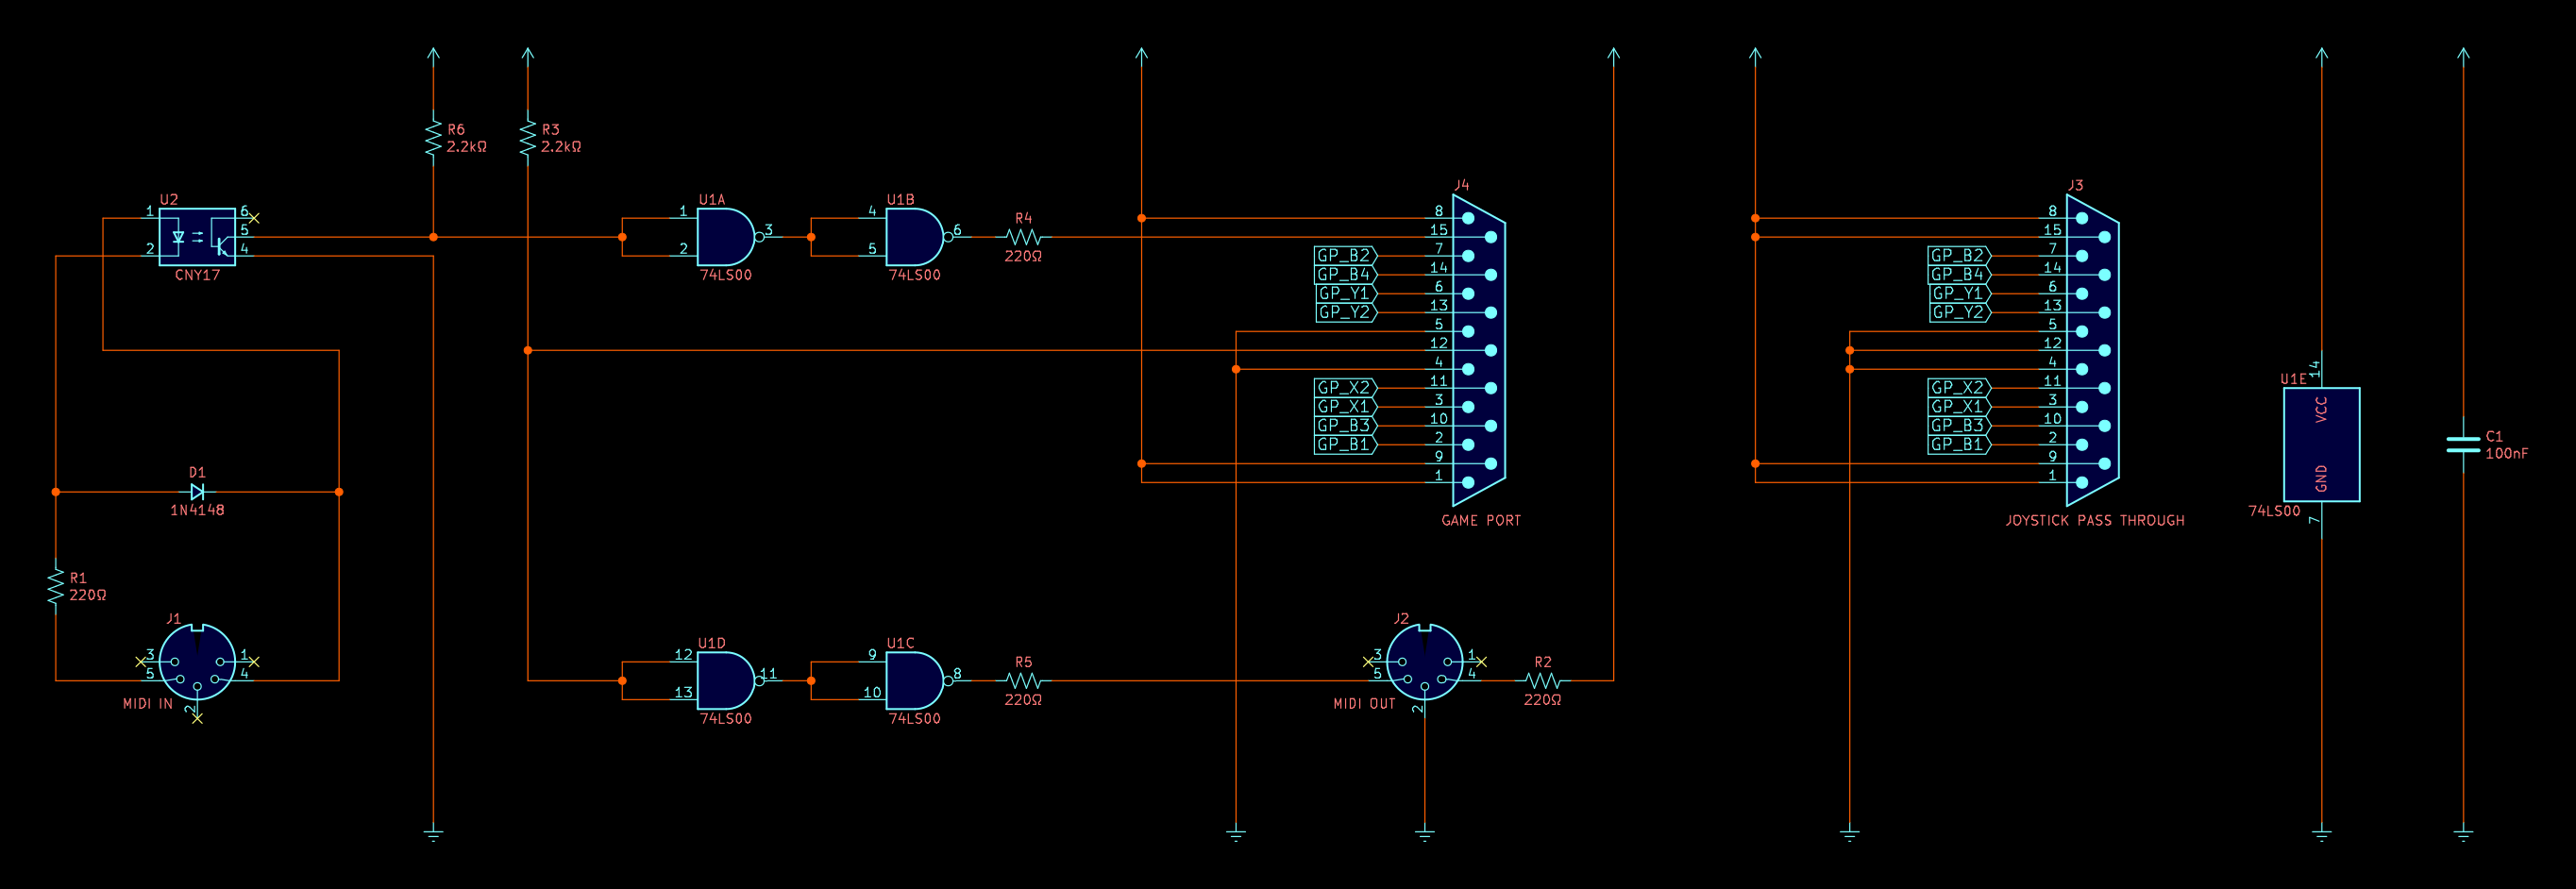 R6
2.2kΩ
R3
2.2kΩ
U2
1
2
6
5
4
CNY17
U1A
1
2
3
74LS00
U1B
4
5
6
74LS00
R4
220Ω
J4
8
15
GP_B2 7
GP_B4 14
GP_Y1 6
GP_Y2 13
5
12
4
GP_X2 11
GP_X1 3
GP_B3 10
GP_B1 2
9
1
GAME PORT
J3
8
15
GP_B2 7
GP_B4 14
GP_Y1 6
GP_Y2 13
5
12
4
GP_X2 11
GP_X1 3
GP_B3 10
GP_B1 2
9
1
JOYSTICK PASS THROUGH
U1E
14
VCC
GND
74LS00
7
C1
100nF
D1
1N4148
R1
220Ω
J1
3
5
1
4
2
MIDI IN
U1D
12
13
11
74LS00
U1C
9
10
8
74LS00
R5
220Ω
J2
3
5
1
4
2
MIDI OUT
R2
220Ω